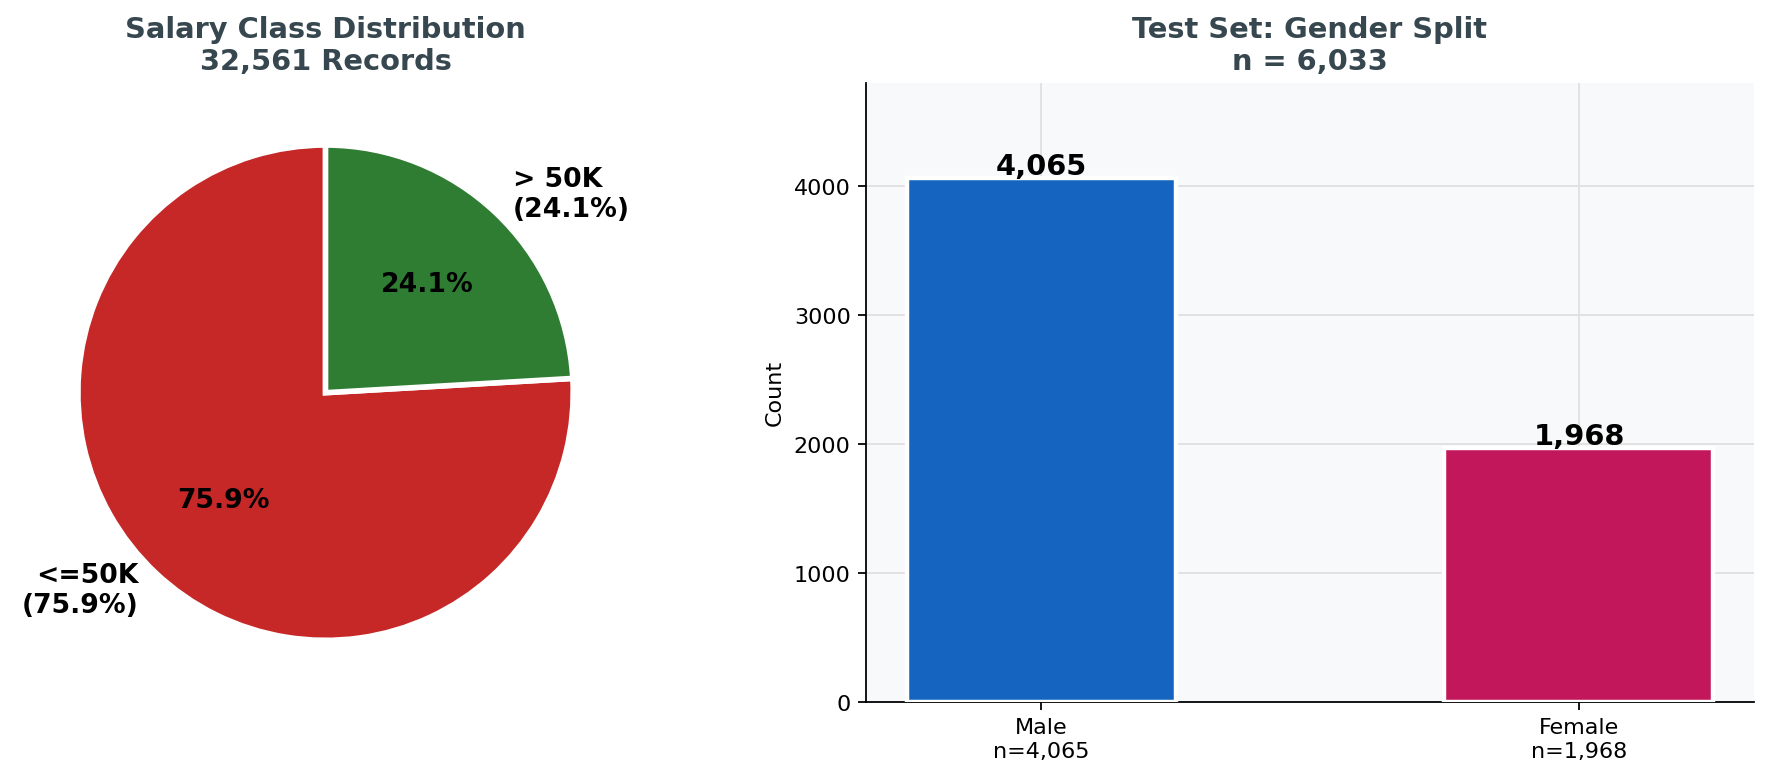 Salary Class Distribution
32,561 Records
> 50K
(24.1%)
24.1%
75.9%
<=50K
(75.9%)
Test Set: Gender Split
n = 6,033
Count
4000
3000
2000
1000
0
4,065
1,968
Male
n=4,065
Female
n=1,968